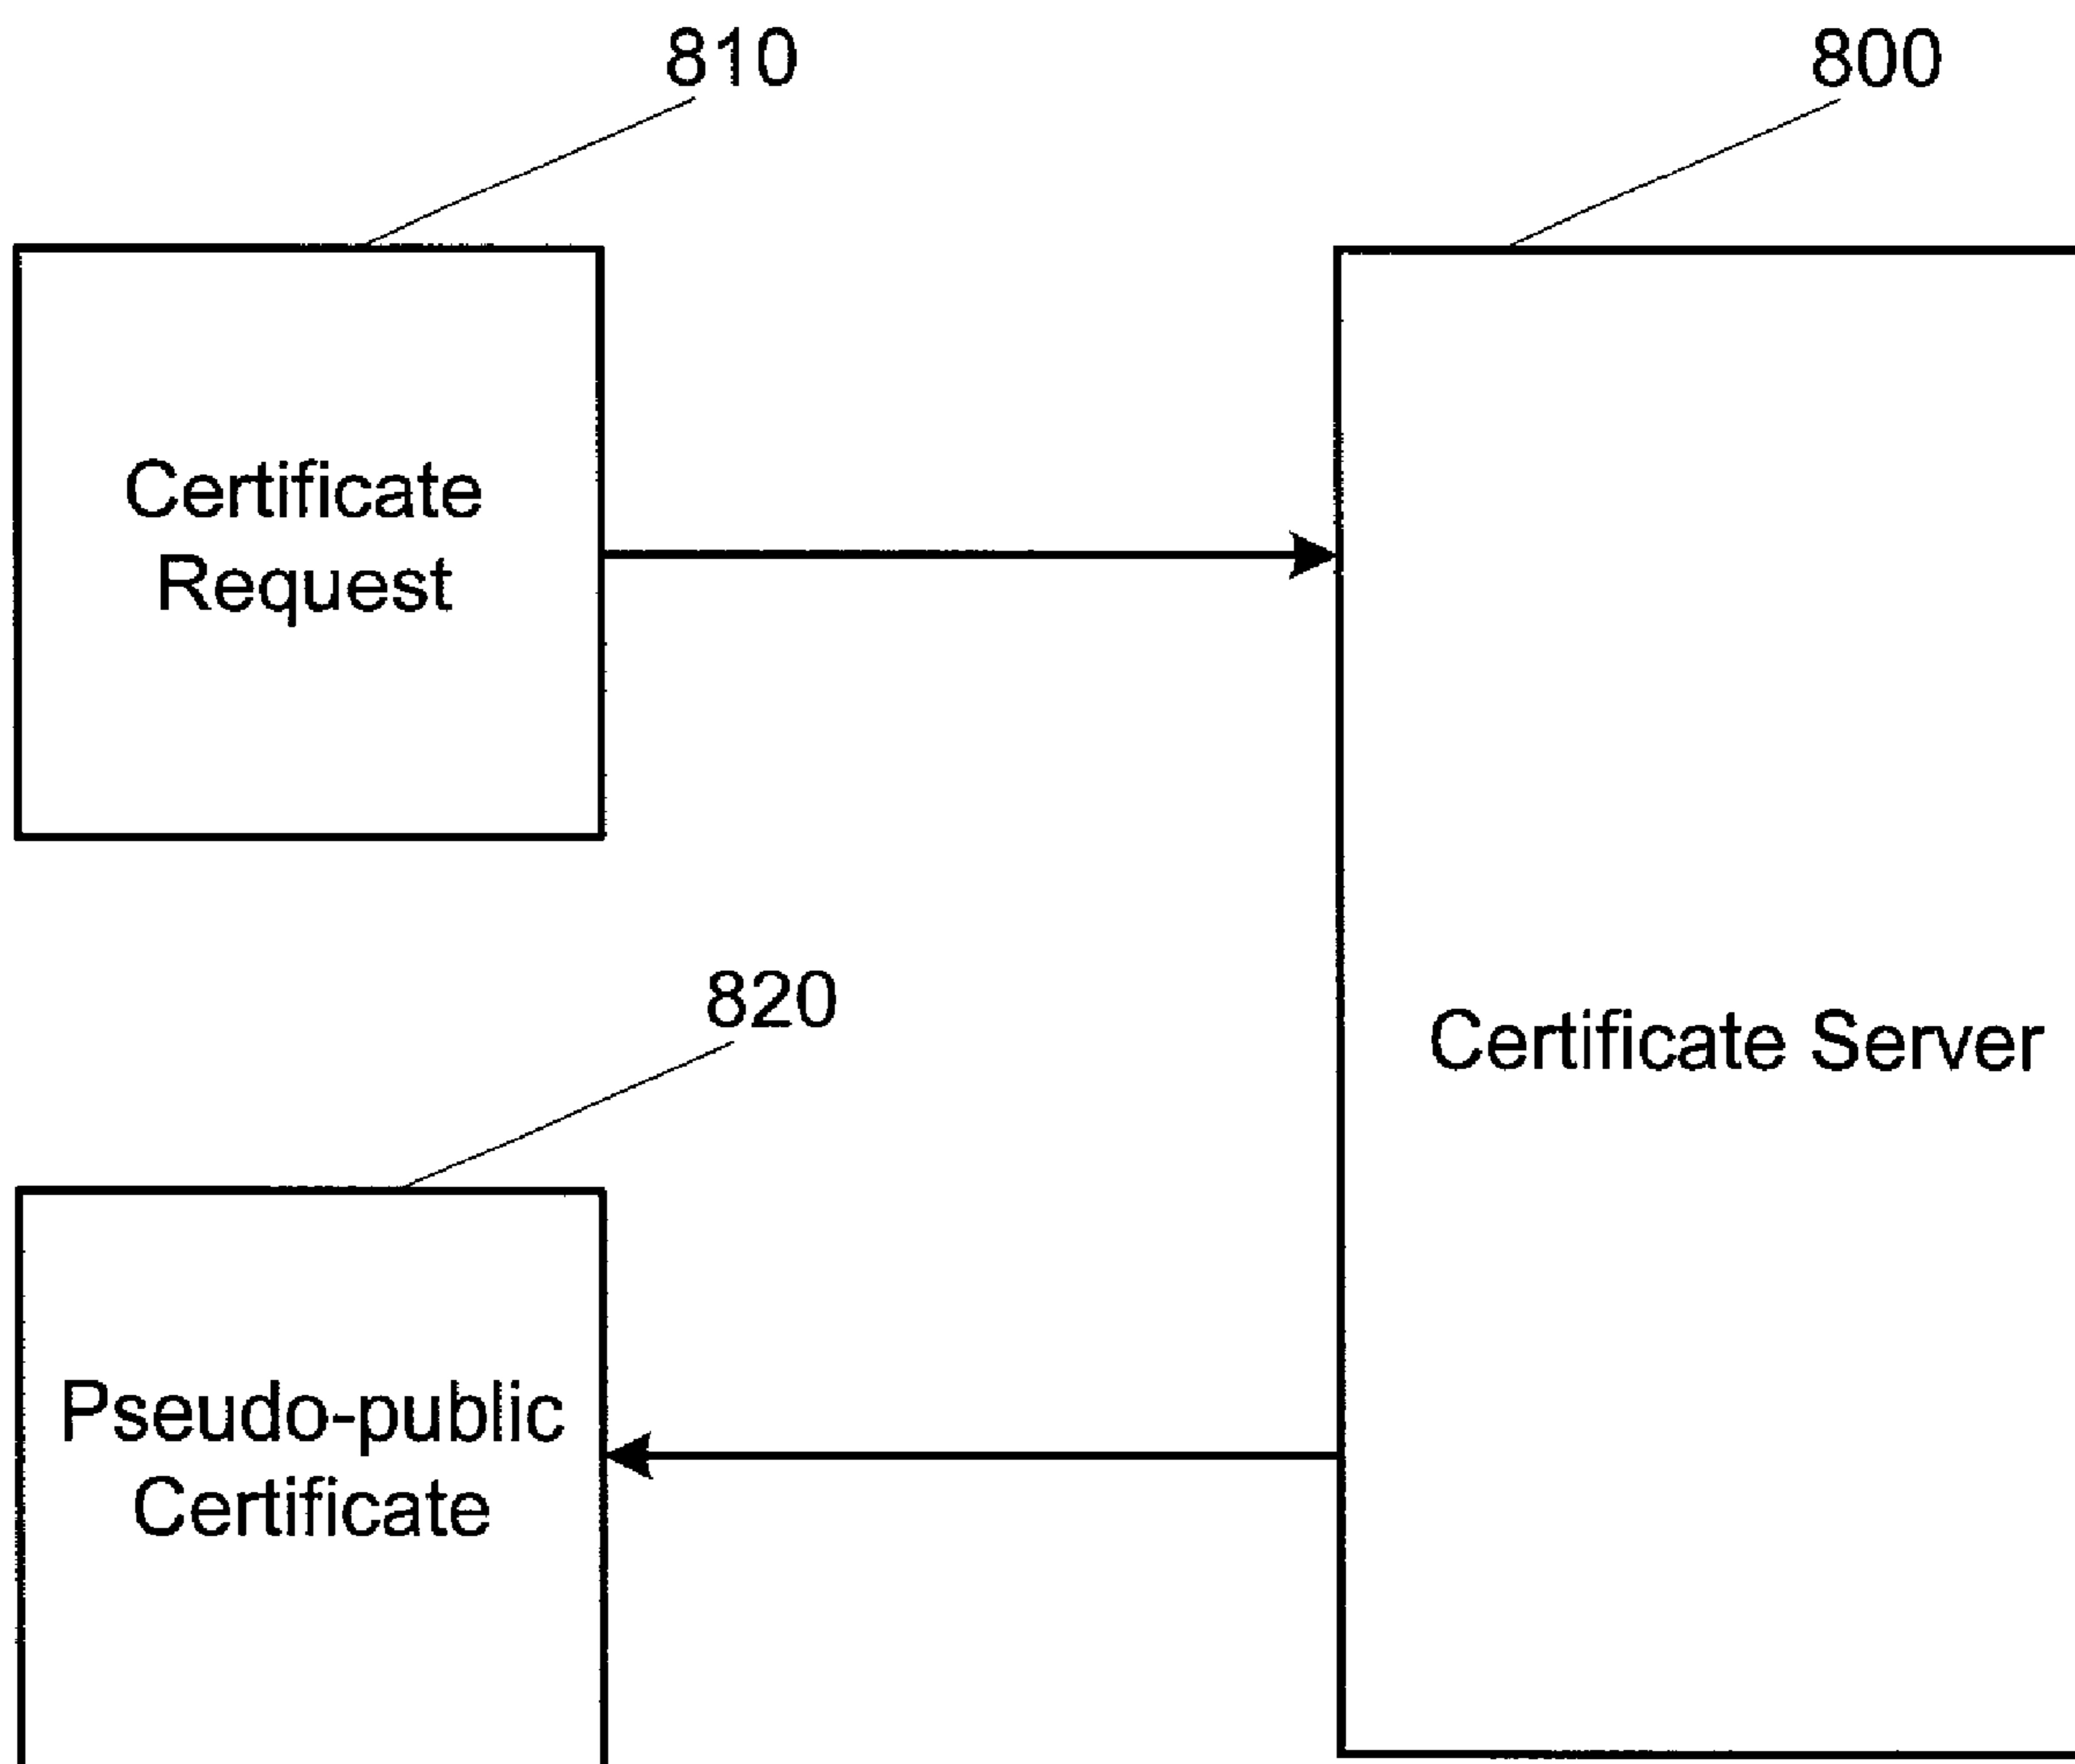 810
800
Certificate
Request
820
Certificate Server
Pseudo-public
Certificate